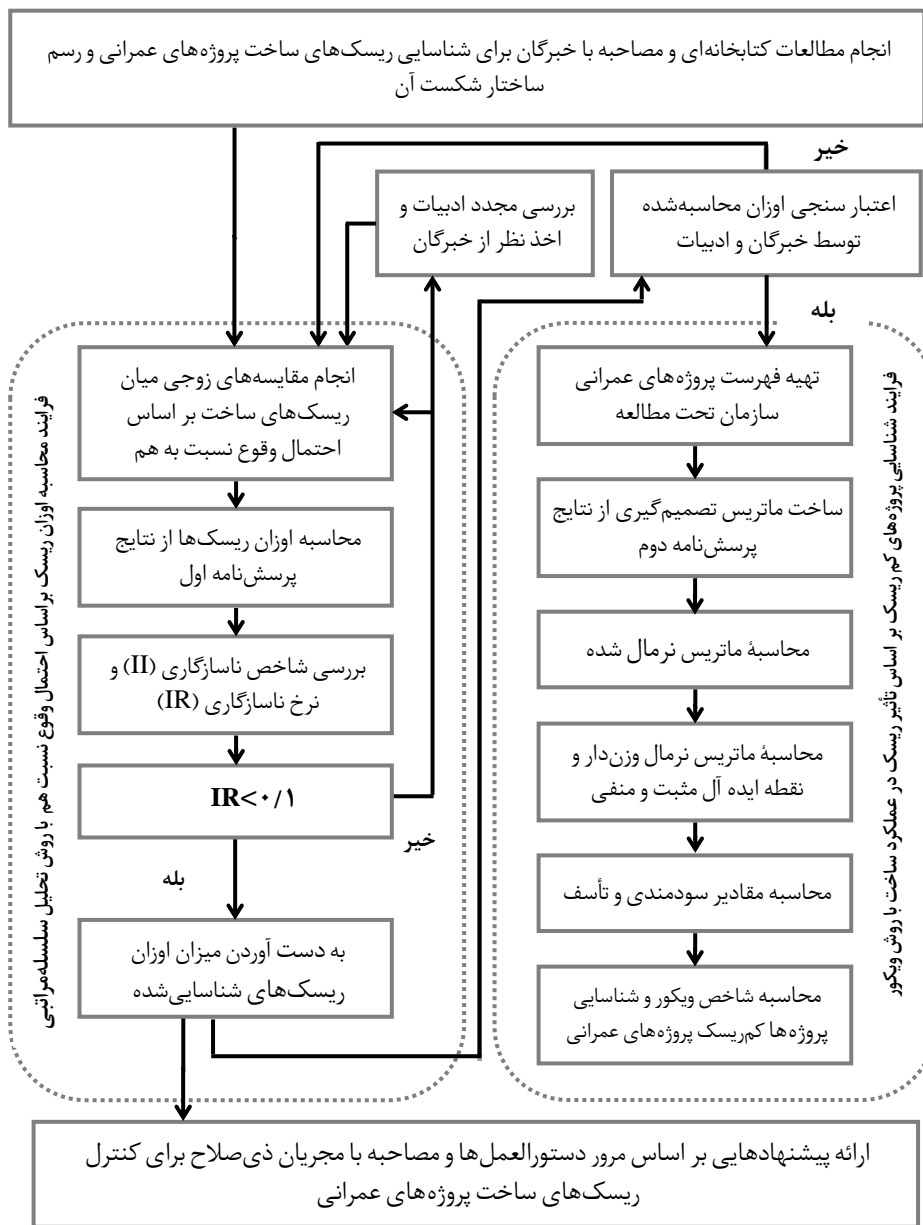 انجام مطالعات کتابخانه‌ای و مصاحبه با خبرگان برای شناسایی ریسک‌های ساخت پروژه‌های عمرانی و رسم
ساختار شکست آن
خیر
اعتبار سنجی اوزان محاسبه‌شده
توسط خبرگان و ادبیات
بررسی مجدد ادبیات و
اخذ نظر از خبرگان
بله
فرایند شناسایی پروژه‌های کم ریسک بر اساس تأثیر ریسک در عملکرد ساخت با روش ویکور
تهیه فهرست پروژه‌های عمرانی
سازمان تحت مطالعه
ساخت ماتریس تصمیم‌گیری از نتایج
پرسش‌نامه دوم
محاسبهٔ ماتریس نرمال شده
محاسبهٔ ماتریس نرمال وزن‌دار و
نقطه ایده آل مثبت و منفی
محاسبه مقادیر سودمندی و تأسف
محاسبه شاخص ویکور و شناسایی
پروژه‌ها کم‌ریسک پروژه‌های عمرانی
انجام مقایسه‌های زوجی میان
ریسک‌های ساخت بر اساس
احتمال وقوع نسبت به هم
محاسبه اوزان ریسک‌ها از نتایج
پرسش‌نامه اول
بررسی شاخص ناسازگاری (II) و
نرخ ناسازگاری (IR)
IR<۰/۱
خیر
بله
به دست آوردن میزان اوزان
ریسک‌های شناسایی‌شده
فرایند محاسبه اوزان ریسک براساس احتمال وقوع نسبت هم با روش تحلیل سلسله‌مراتبی
ارائه پیشنهادهایی بر اساس مرور دستورالعمل‌ها و مصاحبه با مجریان ذی‌صلاح برای کنترل
ریسک‌های ساخت پروژه‌های عمرانی